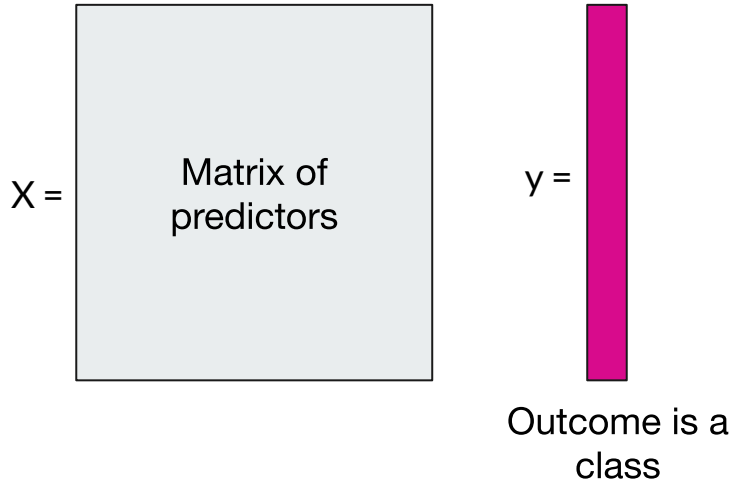 X =
Matrix of
predictors
y =
Outcome is a
class